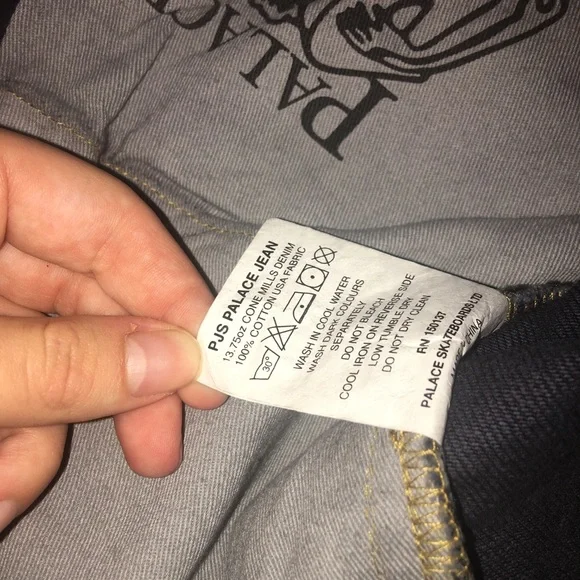 PALACE
PJS PALACE JEAN
13.75oz CONE MILLS DENIM
100% COTTON USA FABRIC
30°
WASH IN COOL WATER
WASH DARK COLOURS
SEPARATELY
DO NOT BLEACH
COOL IRON ON REVERSE SIDE
LOW TUMBLE DRY
DO NOT DRY CLEAN
RN 150137
PALACE SKATEBOARDS LTD